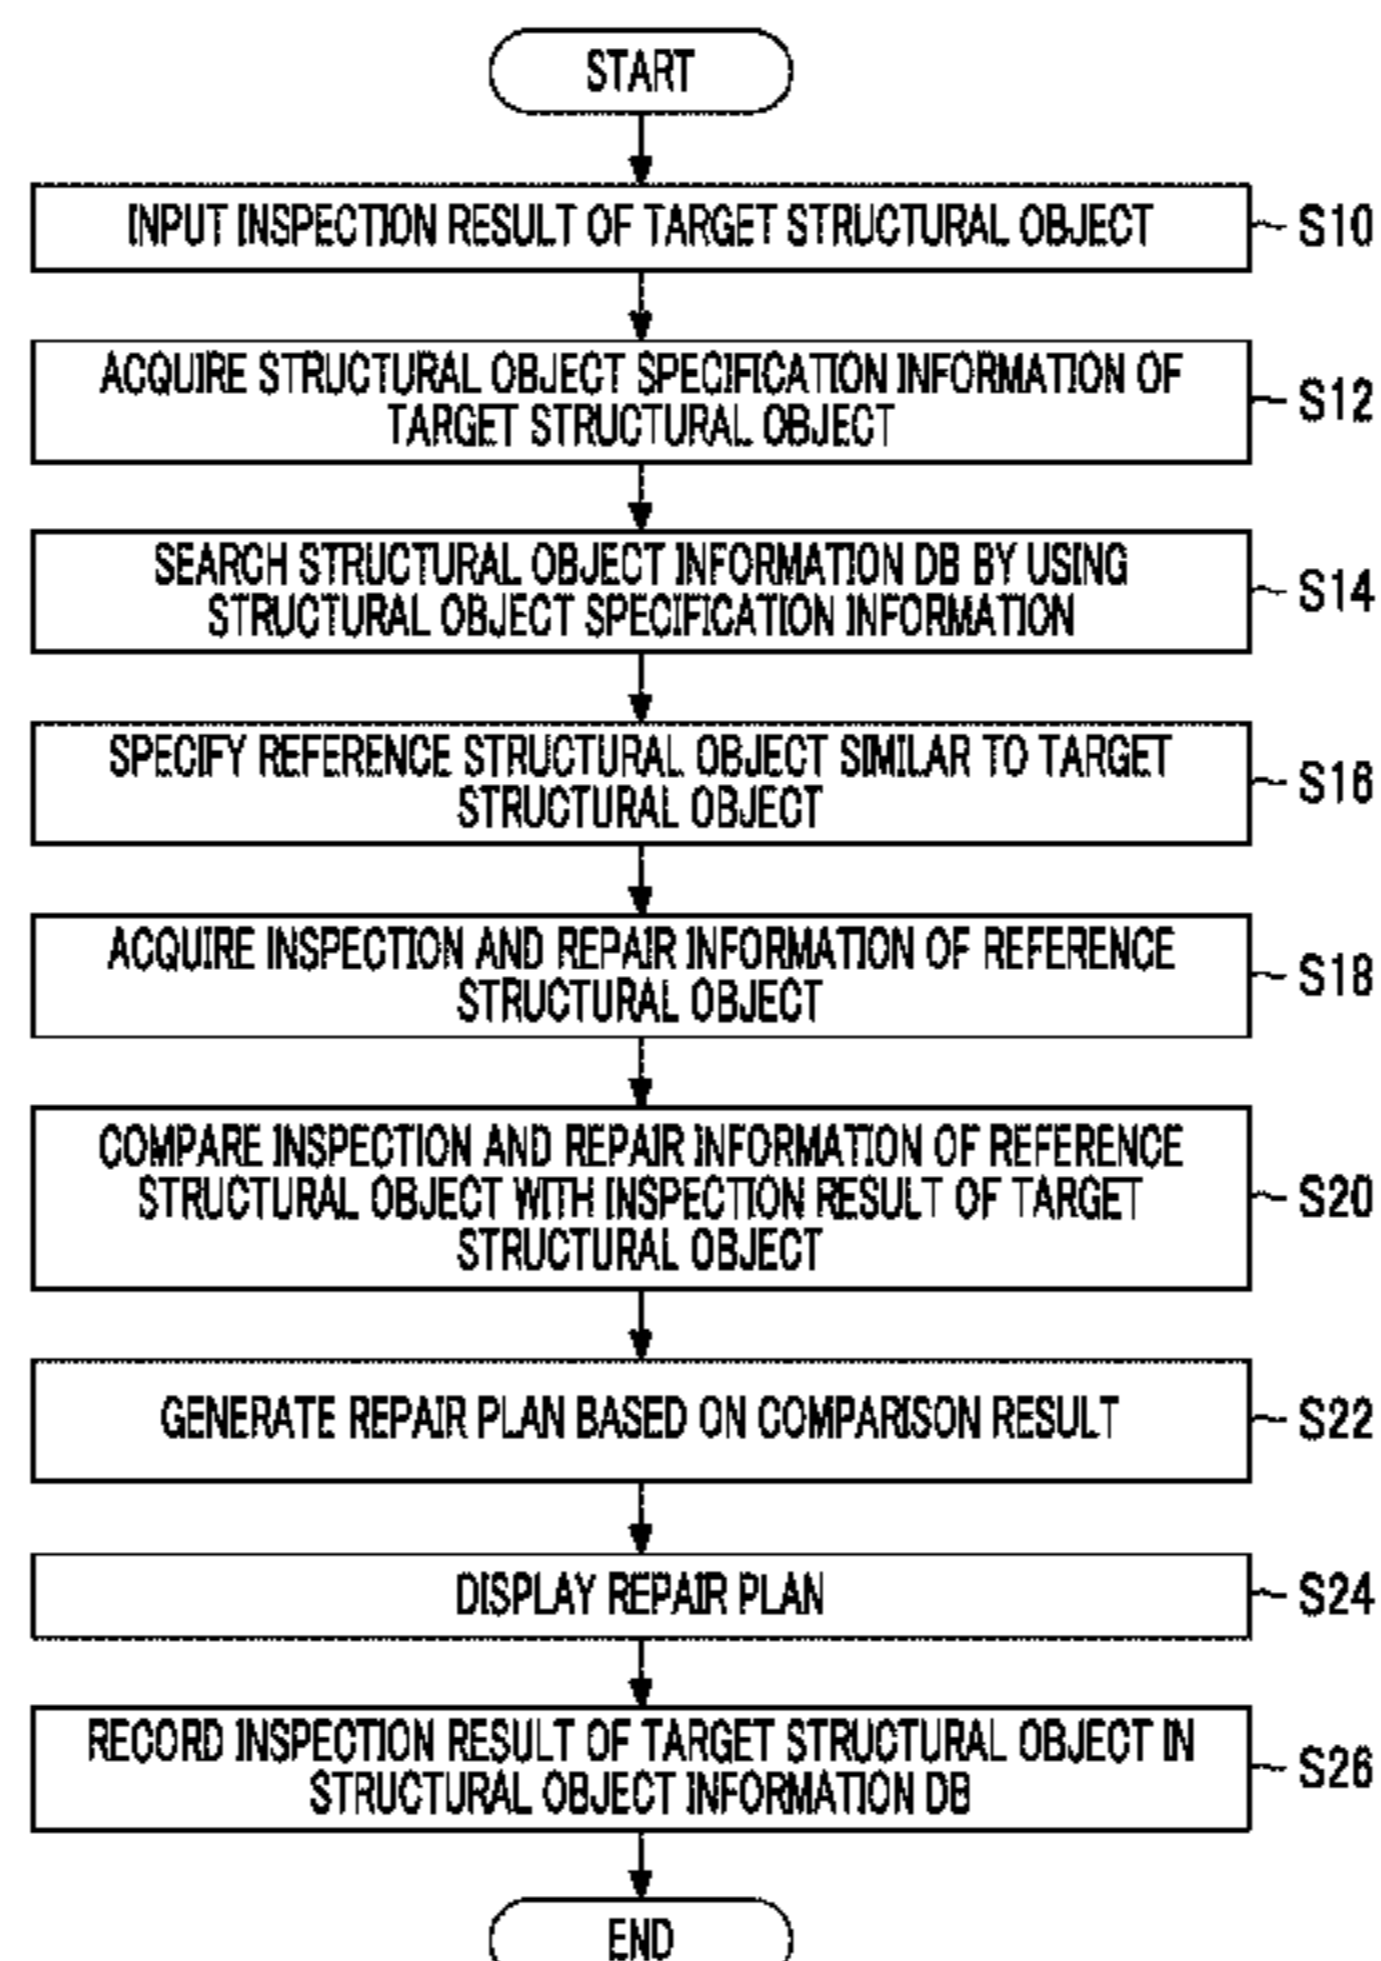 START
INPUT INSPECTION RESULT OF TARGET STRUCTURAL OBJECT
S10
ACQUIRE STRUCTURAL OBJECT SPECIFICATION INFORMATION OF
TARGET STRUCTURAL OBJECT
S12
SEARCH STRUCTURAL OBJECT INFORMATION DB BY USING
STRUCTURAL OBJECT SPECIFICATION INFORMATION
S14
SPECIFY REFERENCE STRUCTURAL OBJECT SIMILAR TO TARGET
STRUCTURAL OBJECT
S16
ACQUIRE INSPECTION AND REPAIR INFORMATION OF REFERENCE
STRUCTURAL OBJECT
S18
COMPARE INSPECTION AND REPAIR INFORMATION OF REFERENCE
STRUCTURAL OBJECT WITH INSPECTION RESULT OF TARGET
STRUCTURAL OBJECT
S20
GENERATE REPAIR PLAN BASED ON COMPARISON RESULT
S22
DISPLAY REPAIR PLAN
S24
RECORD INSPECTION RESULT OF TARGET STRUCTURAL OBJECT IN
STRUCTURAL OBJECT INFORMATION DB
S26
END